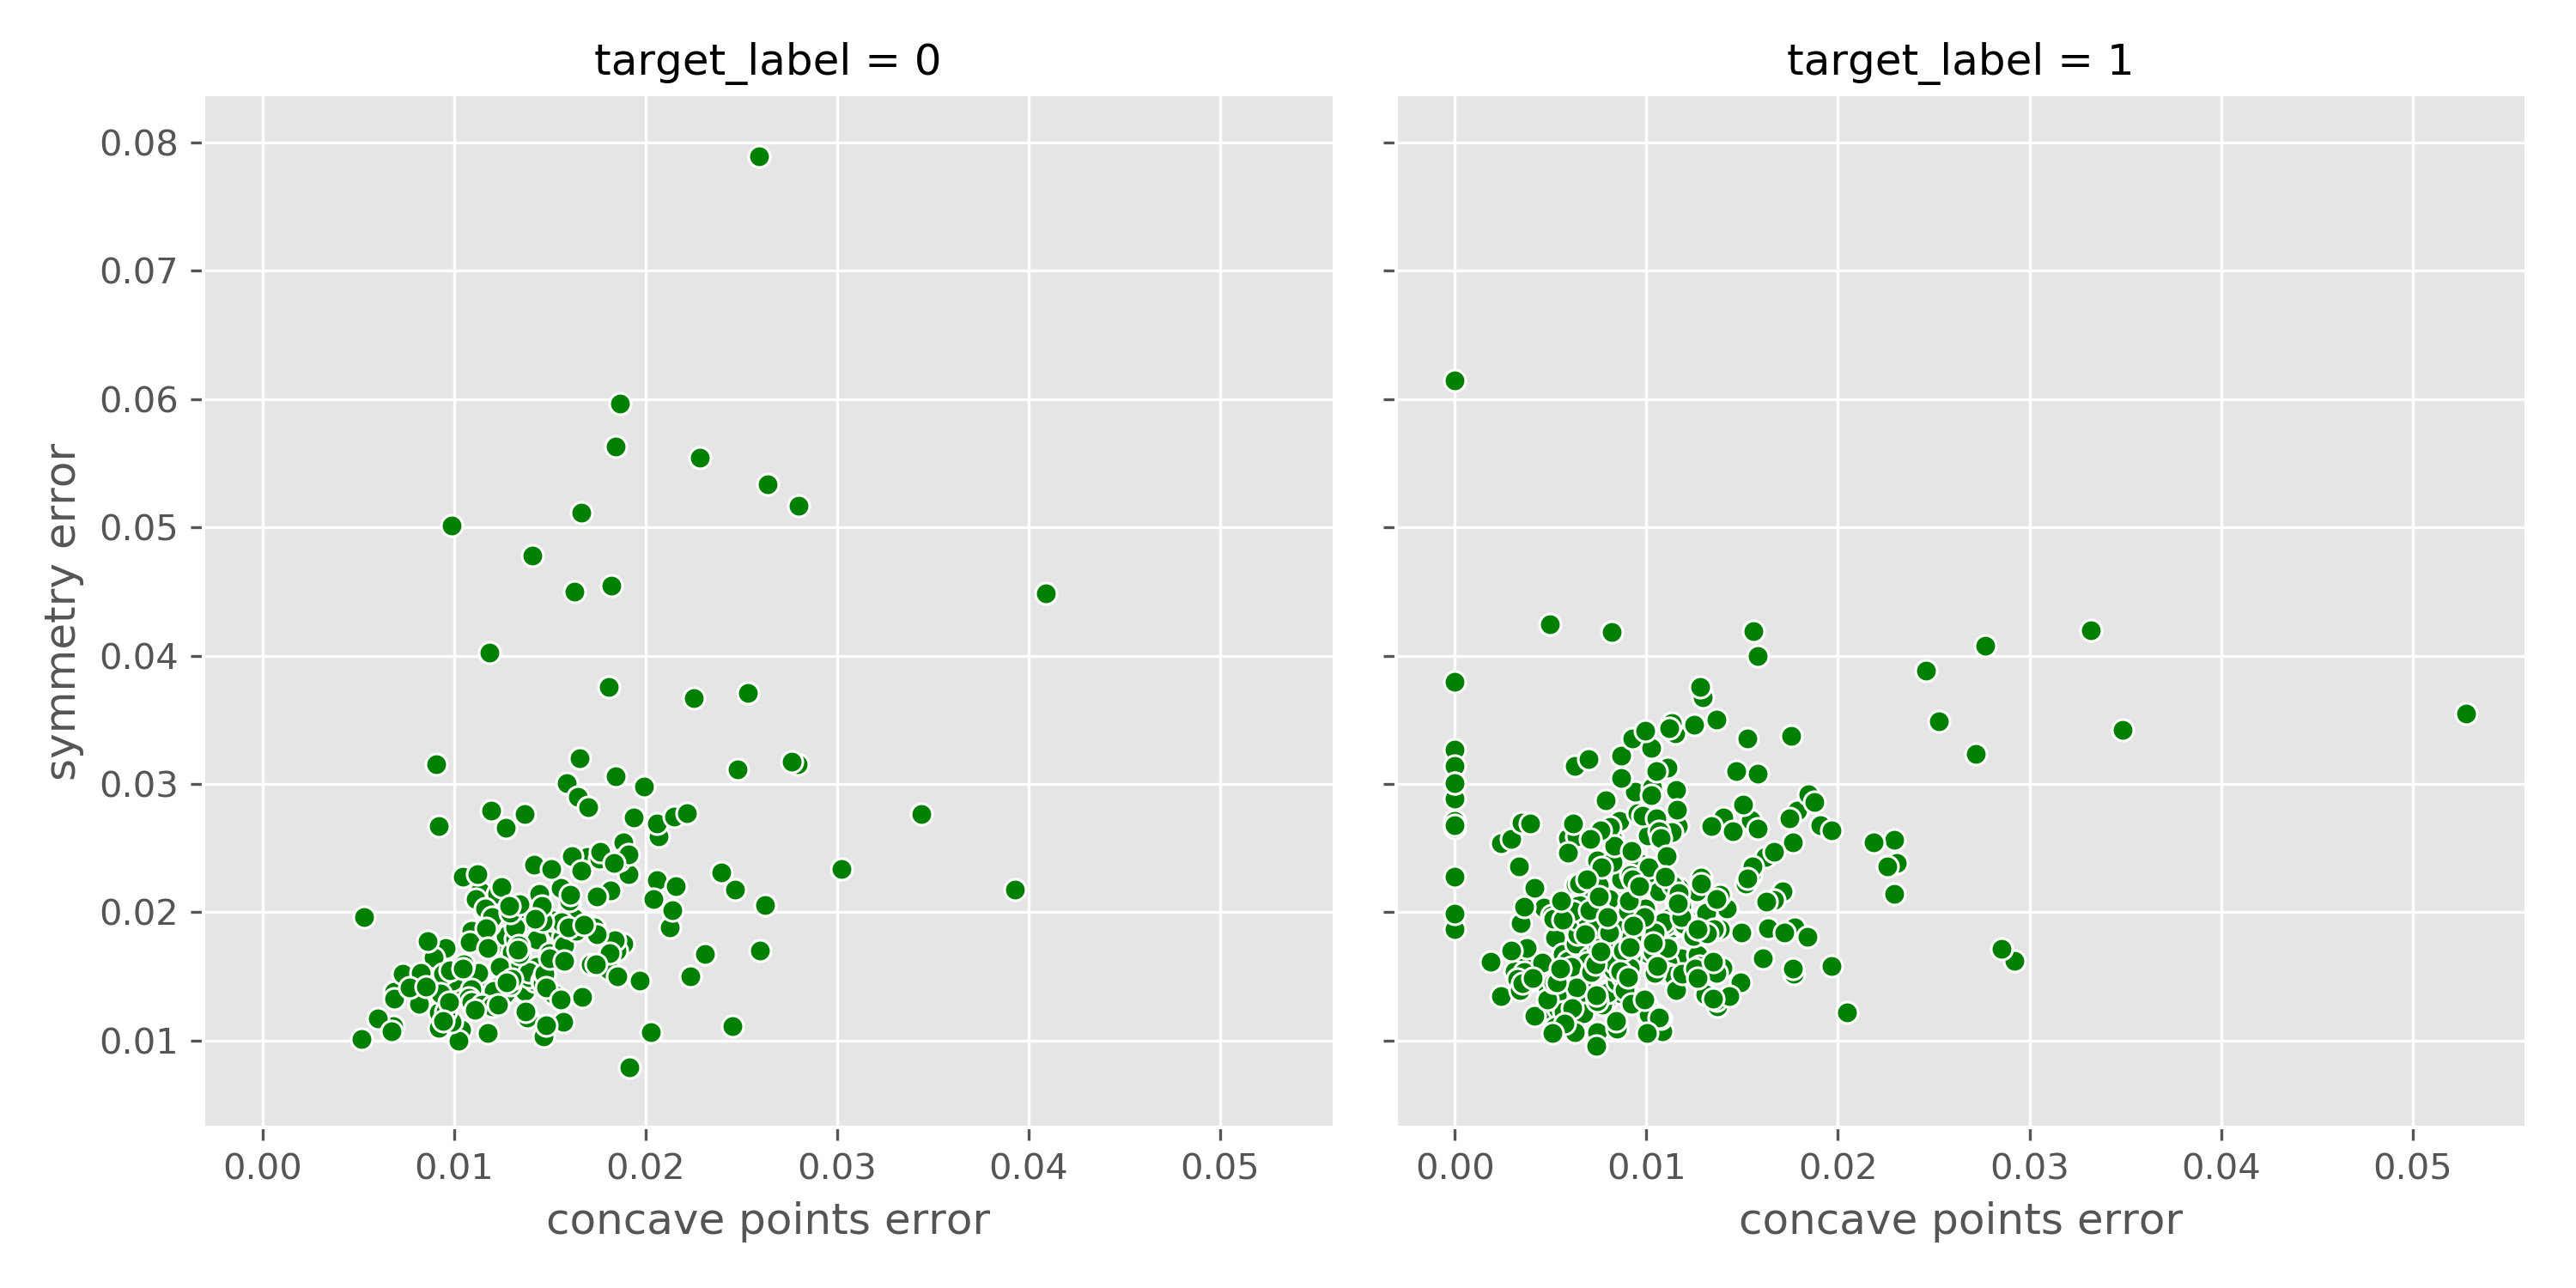 target_label = 0
target_label = 1
symmetry error
0.08
0.07
0.06
0.05
0.04
0.03
0.02
0.01
0.00 0.01 0.02 0.03 0.04 0.05
0.00 0.01 0.02 0.03 0.04 0.05
concave points error
concave points error